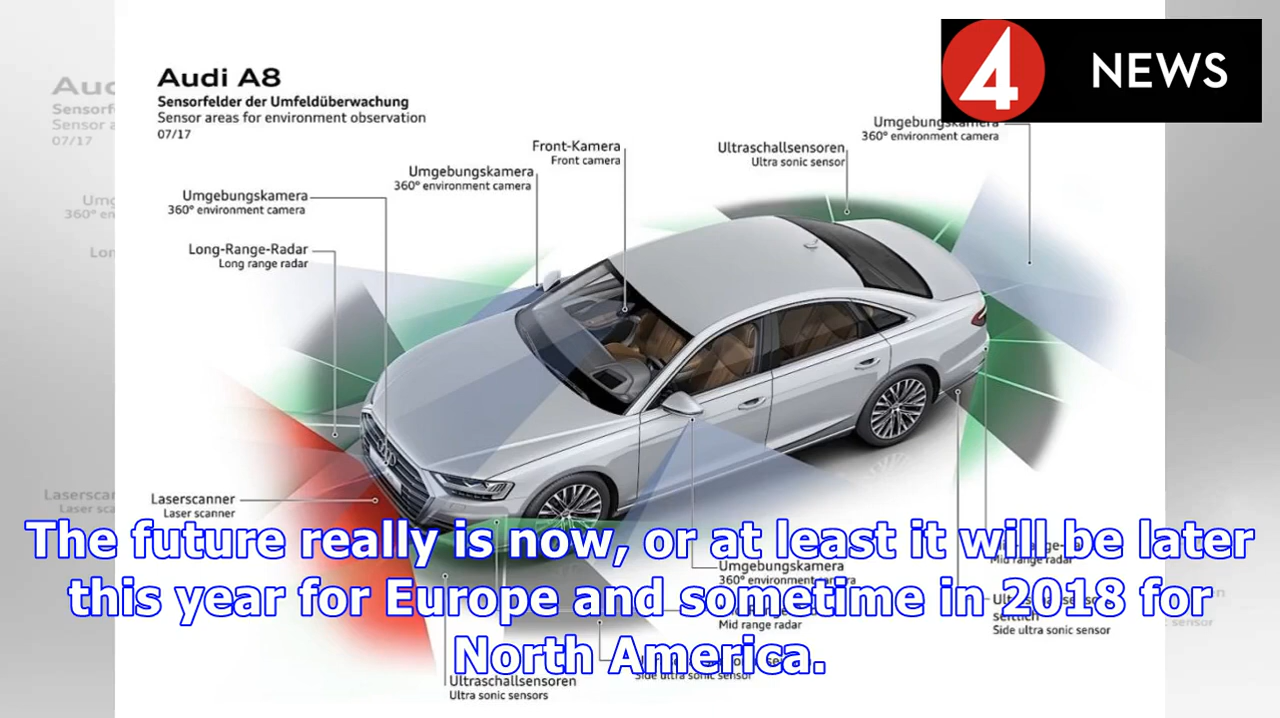 Audi A8
Sensorfelder der Umfeldüberwachung
Sensor areas for environment observation
07/17
4 NEWS
Umgebungskamera
360° environment camera
Ultraschallsensoren
Ultra sonic sensor
Front-Kamera
Front camera
Umgebungskamera
360° environment camera
Umgebungskamera
360° environment camera
Long-Range-Radar
Long range radar
Laserscanner
Laser scanner
The future really is now, or at least it will be later
this year for Europe and sometime in 2018 for
North America.
Umgebungskamera
360° environment camera
Mid range radar
Mid range radar
Side ultra sonic sensor
Side ultra sonic sensor
Ultraschallsensoren
Ultra sonic sensors